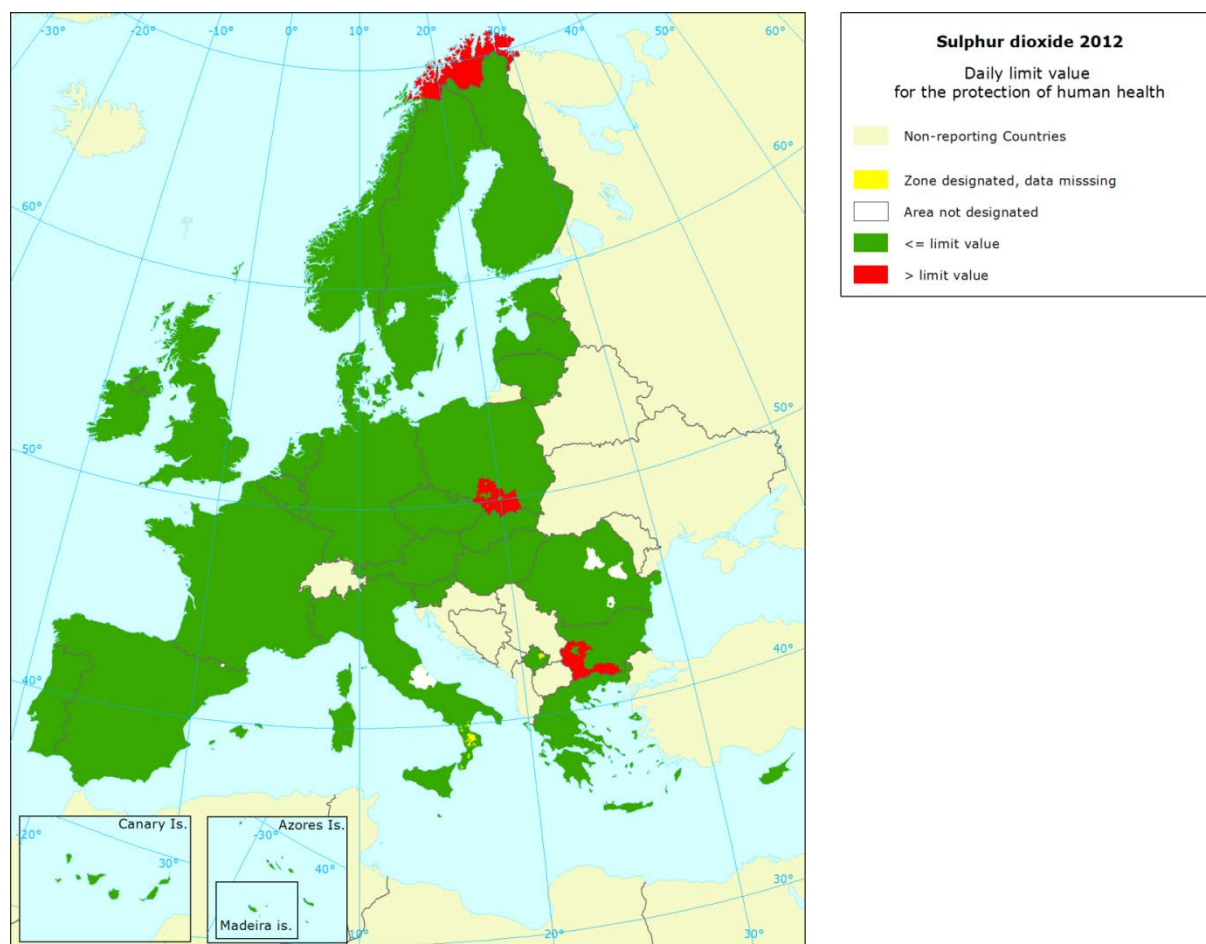 -30°
-20°
-10°
0°
10°
20°
30°
40°
50°
60°
60°
60°
50°
50°
40°
40°
30°
Canary Is.
-20°
30°
Azores Is.
-30°
40°
Madeira is.
10°
20°
30°
Sulphur dioxide 2012
Daily limit value
for the protection of human health
Non-reporting Countries
Zone designated, data misssing
Area not designated
<= limit value
> limit value